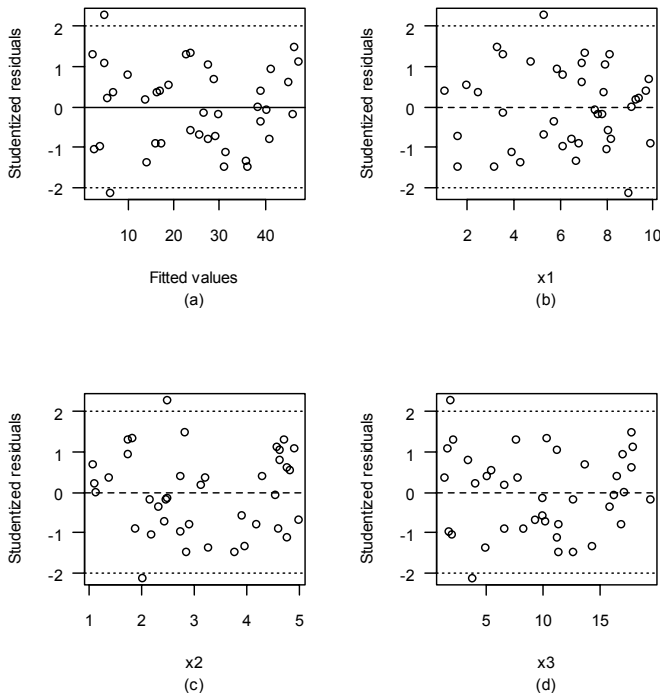 Studentized residuals
2
1
0
-1
-2
10 20 30 40
Fitted values
(a)
Studentized residuals
2
1
0
-1
-2
2 4 6 8 10
x1
(b)
Studentized residuals
2
1
0
-1
-2
1 2 3 4 5
x2
(c)
Studentized residuals
2
1
0
-1
-2
5 10 15
x3
(d)